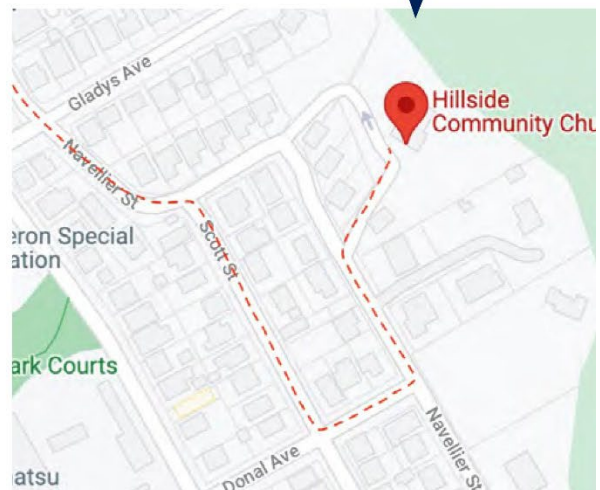 Gladys Ave
Hillside
Community Chu
Navellier St
eron Special
ation
Scott St
ark Courts
Navellier St
Donal Ave
atsu